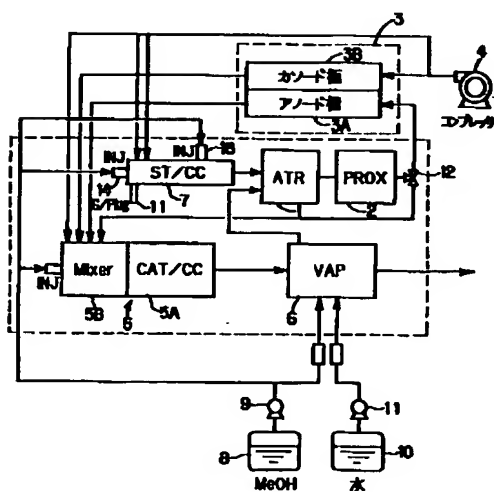 3
3B
4
カソード極
アノード極
3A
コンプレッサ
INJ
15
INJ
ST/CC
ATR
PROX
12
14
G/Plug
11
7
2
Mixer
CAT/CC
VAP
INJ
5B
5
5A
6
9
11
8
10
MeOH
水